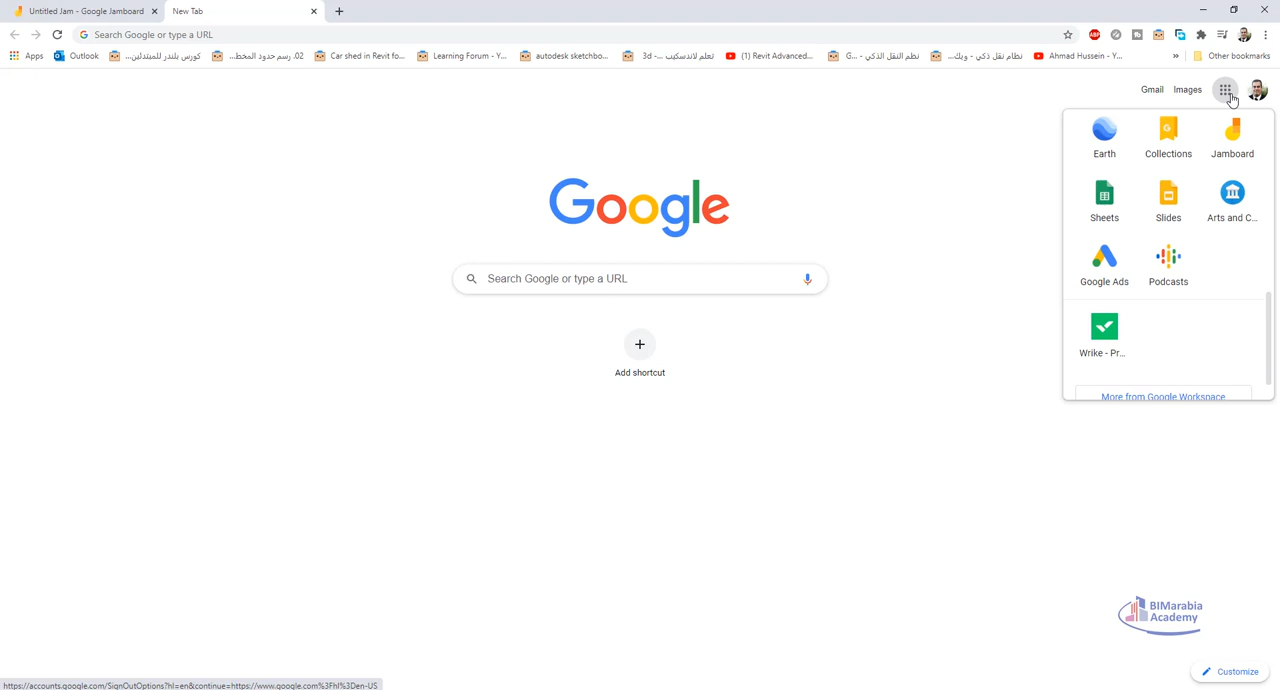 Untitled Jam - Google Jamboard
New Tab
Search Google or type a URL
Apps
Outlook
كورس بلندر للمبتدئين...
02. رسم حدود المخط...
Car shed in Revit fo...
Learning Forum - Y...
autodesk sketchbo...
تعلم لاندسكيب -- 3d
(1) Revit Advanced...
نظم النقل الذكي - G...
نظام نقل ذكي - ويك...
Ahmad Hussein - Y...
»
Other bookmarks
ABP
Gmail
Images
Google
Search Google or type a URL
Add shortcut
Earth
Collections
Jamboard
Sheets
Slides
Arts and C...
Google Ads
Podcasts
Wrike - Pr...
More from Google Workspace
BIMarabia
Academy
Customize
https://accounts.google.com/SignOutOptions?hl=en&continue=https://www.google.com%3Fhl%3Den-US